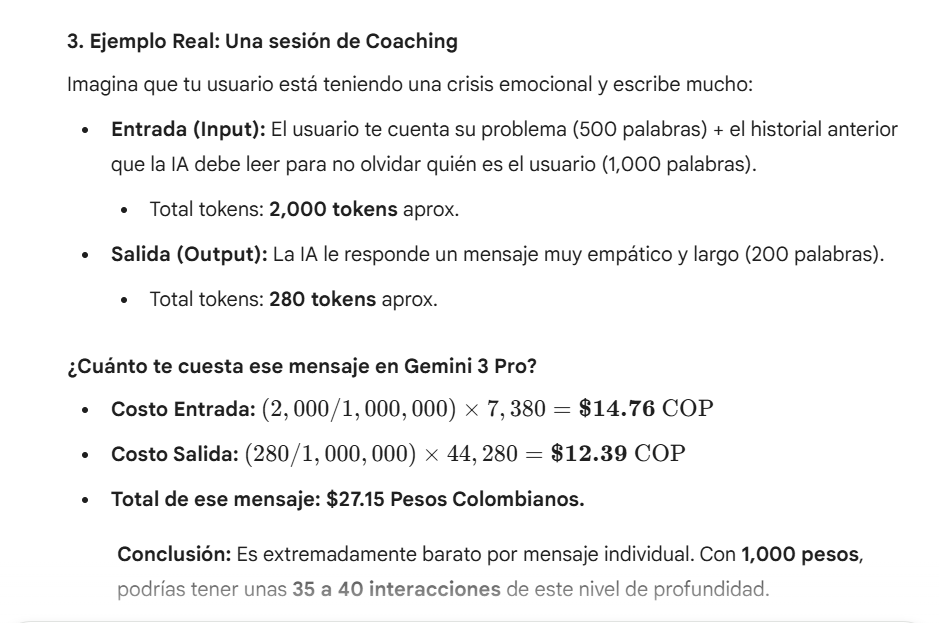 3. Ejemplo Real: Una sesión de Coaching
Imagina que tu usuario está teniendo una crisis emocional y escribe mucho:
• Entrada (Input): El usuario te cuenta su problema (500 palabras) + el historial anterior
que la IA debe leer para no olvidar quién es el usuario (1,000 palabras).
• Total tokens: 2,000 tokens aprox.
• Salida (Output): La IA le responde un mensaje muy empático y largo (200 palabras).
• Total tokens: 280 tokens aprox.
¿Cuánto te cuesta ese mensaje en Gemini 3 Pro?
• Costo Entrada: (2,000/1,000,000) × 7,380 = $14.76 COP
• Costo Salida: (280/1,000,000) × 44,280 = $12.39 COP
• Total de ese mensaje: $27.15 Pesos Colombianos.
Conclusión: Es extremadamente barato por mensaje individual. Con 1,000 pesos,
podrías tener unas 35 a 40 interacciones de este nivel de profundidad.